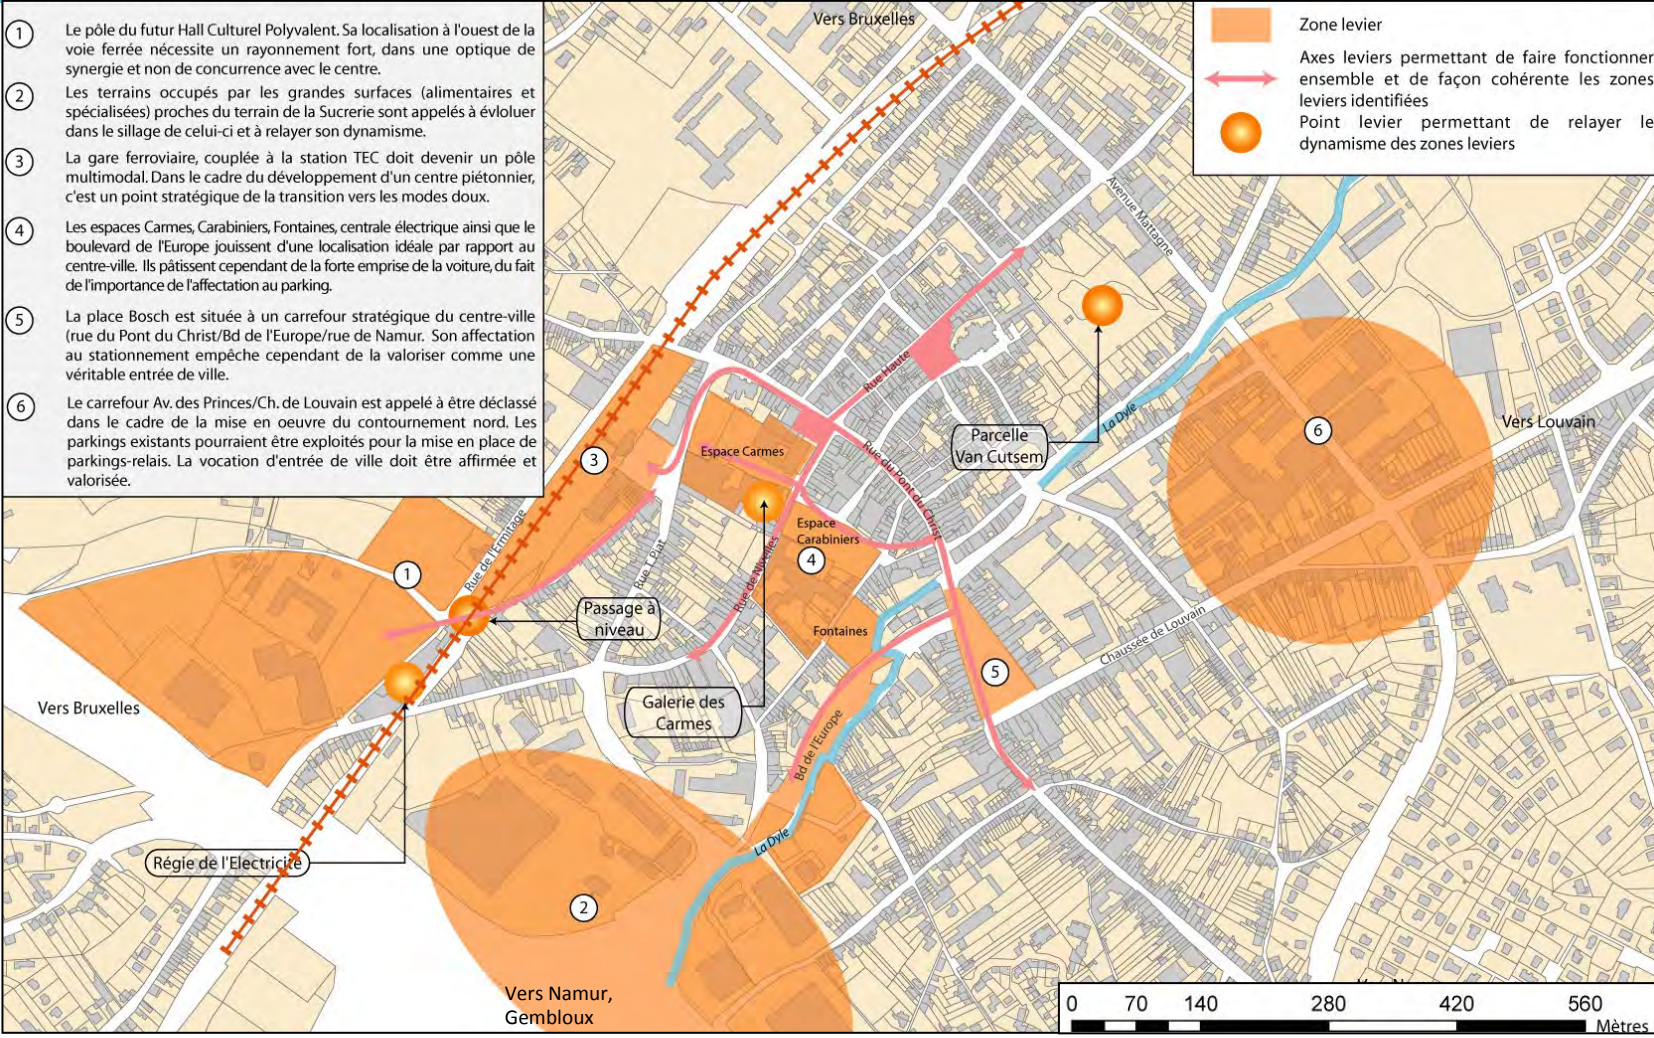 1
Le pôle du futur Hall Culturel Polyvalent. Sa localisation à l'ouest de la
voie ferrée nécessite un rayonnement fort, dans une optique de
synergie et non de concurrence avec le centre.
2
Les terrains occupés par les grandes surfaces (alimentaires et
spécialisées) proches du terrain de la Sucrerie sont appelés à évloluer
dans le sillage de celui-ci et à relayer son dynamisme.
3
La gare ferroviaire, couplée à la station TEC doit devenir un pôle
multimodal. Dans le cadre du développement d'un centre piétonnier,
c'est un point stratégique de la transition vers les modes doux.
4
Les espaces Carmes, Carabiniers, Fontaines, centrale électrique ainsi que le
boulevard de l'Europe jouissent d'une localisation idéale par rapport au
centre-ville. Ils pâtissent cependant de la forte emprise de la voiture, du fait
de l'importance de l'affectation au parking.
5
La place Bosch est située à un carrefour stratégique du centre-ville
(rue du Pont du Christ/Bd de l'Europe/rue de Namur. Son affectation
au stationnement empêche cependant de la valoriser comme une
véritable entrée de ville.
6
Le carrefour Av. des Princes/Ch. de Louvain est appelé à être déclassé
dans le cadre de la mise en oeuvre du contournement nord. Les
parkings existants pourraient être exploités pour la mise en place de
parkings-relais. La vocation d'entrée de ville doit être affirmée et
valorisée.
Zone levier
Axes leviers permettant de faire fonctionner
ensemble et de façon cohérente les zones
leviers identifiées
Point levier permettant de relayer le
dynamisme des zones leviers
Vers Bruxelles
Avenue Mattagne
Rue Haute
La Dyle
Parcelle
Van Cutsem
6
Vers Louvain
Rue du Pont du Christ
Espace Carmes
3
Espace
Carabiniers
4
Rue de l'Ermitage
Rue T. Piat
Rue de Nivelles
1
Passage à
niveau
Fontaines
Chaussée de Louvain
5
Galerie des
Carmes
Vers Bruxelles
Bd de l'Europe
La Dyle
Régie de l'Electricité
2
Vers Namur,
Gembloux
0 70 140 280 420 560
Mètres